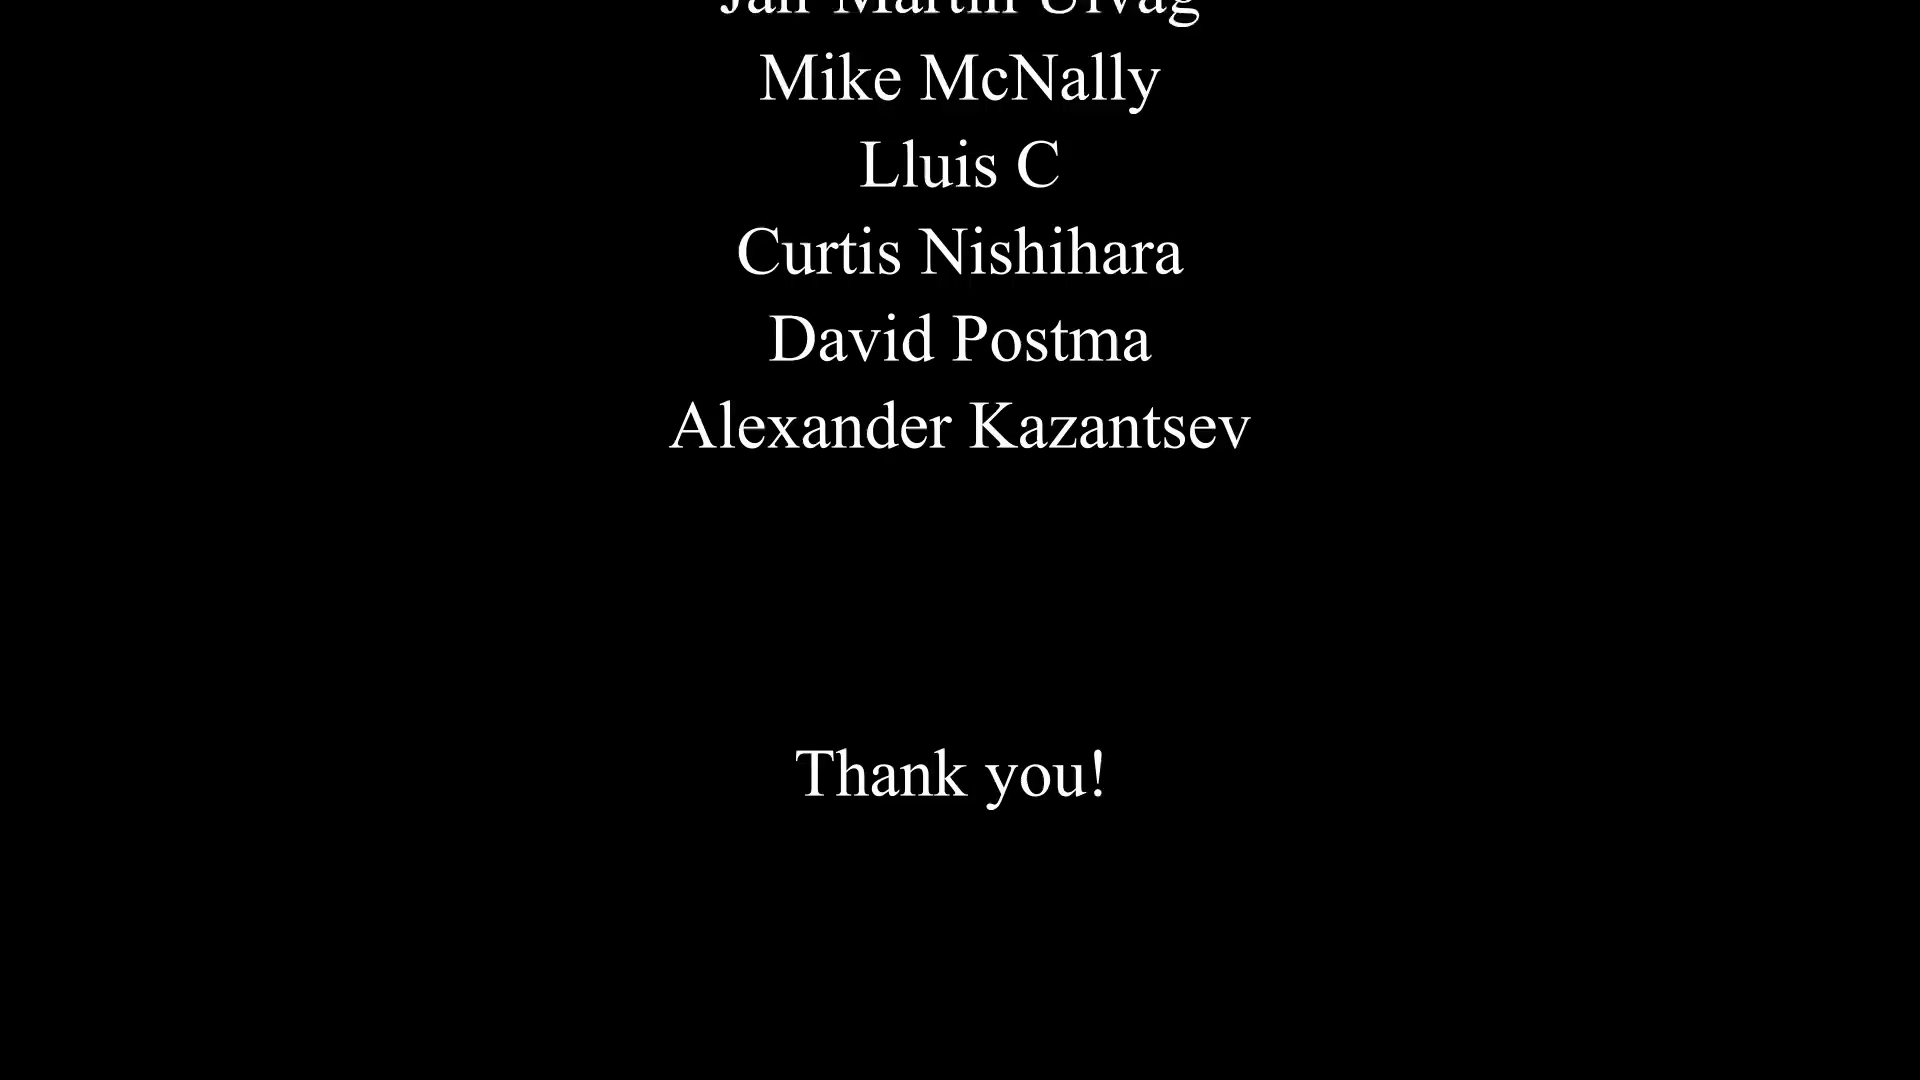 Mike McNally
Lluis C
Curtis Nishihara
David Postma
Alexander Kazantsev
Thank you!